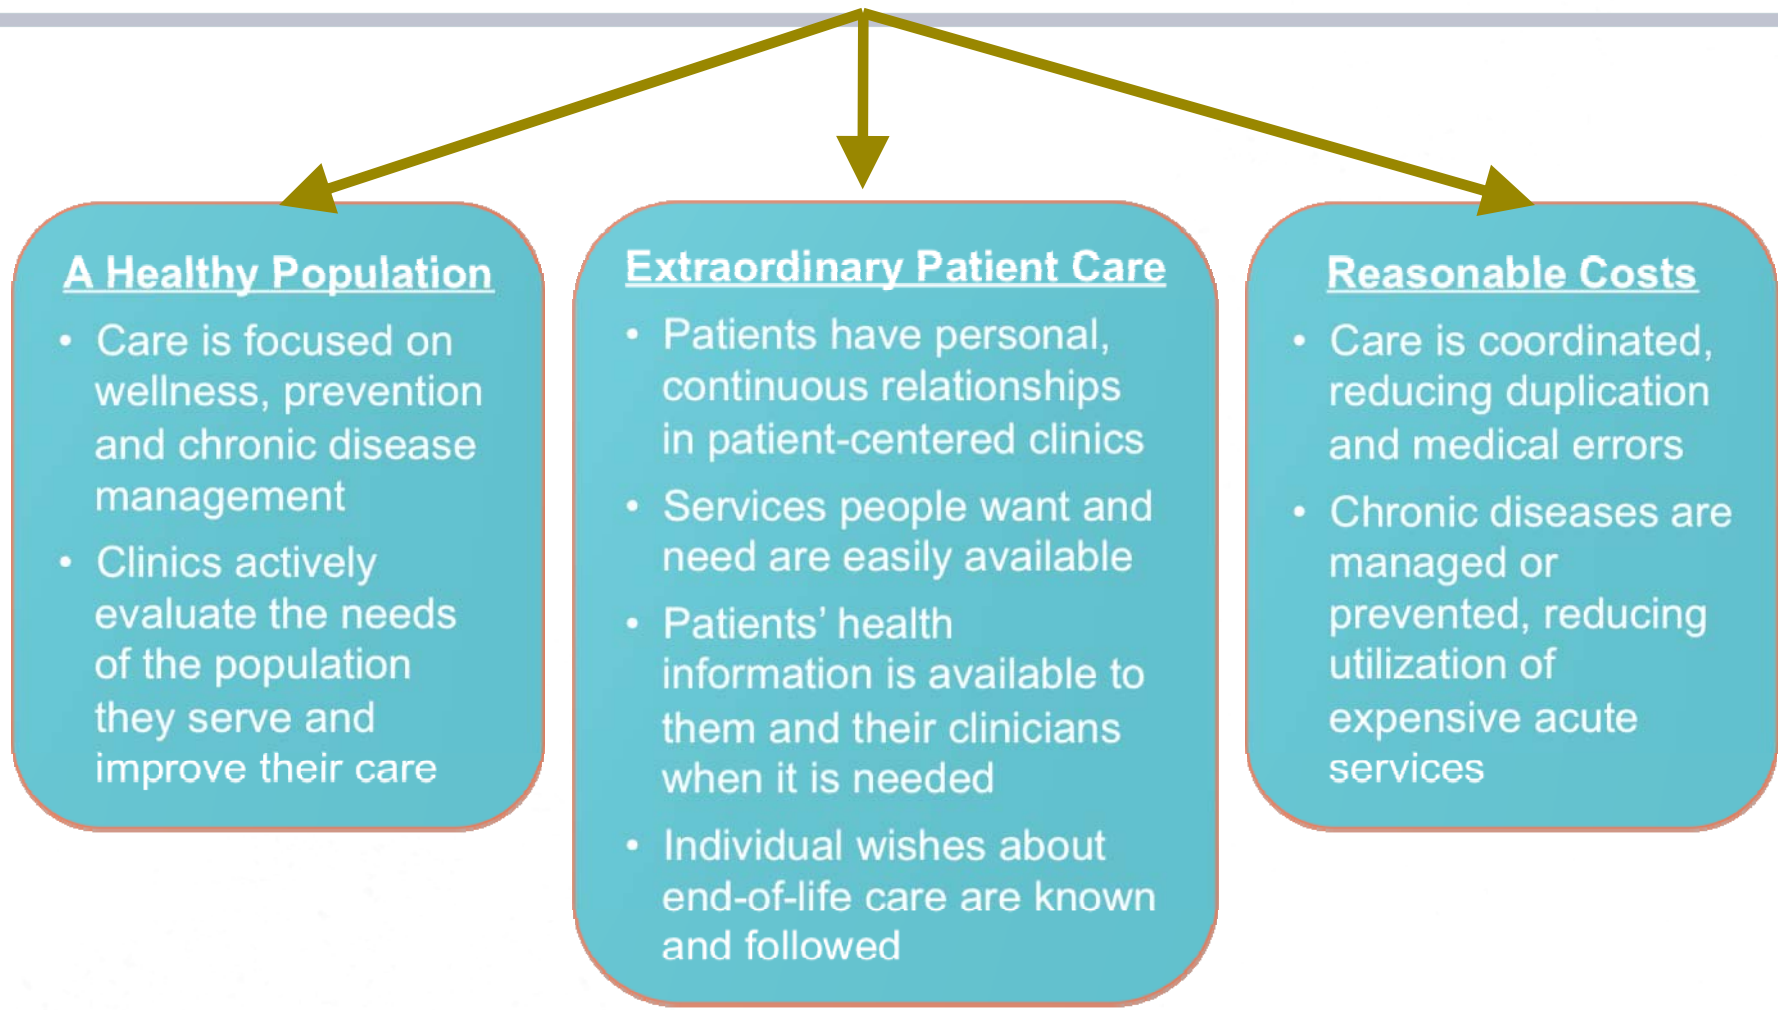 A Healthy Population
• Care is focused on
wellness, prevention
and chronic disease
management
• Clinics actively
evaluate the needs
of the population
they serve and
improve their care
Extraordinary Patient Care
• Patients have personal,
continuous relationships
in patient-centered clinics
• Services people want and
need are easily available
• Patients’ health
information is available to
them and their clinicians
when it is needed
• Individual wishes about
end-of-life care are known
and followed
Reasonable Costs
• Care is coordinated,
reducing duplication
and medical errors
• Chronic diseases are
managed or
prevented, reducing
utilization of
expensive acute
services